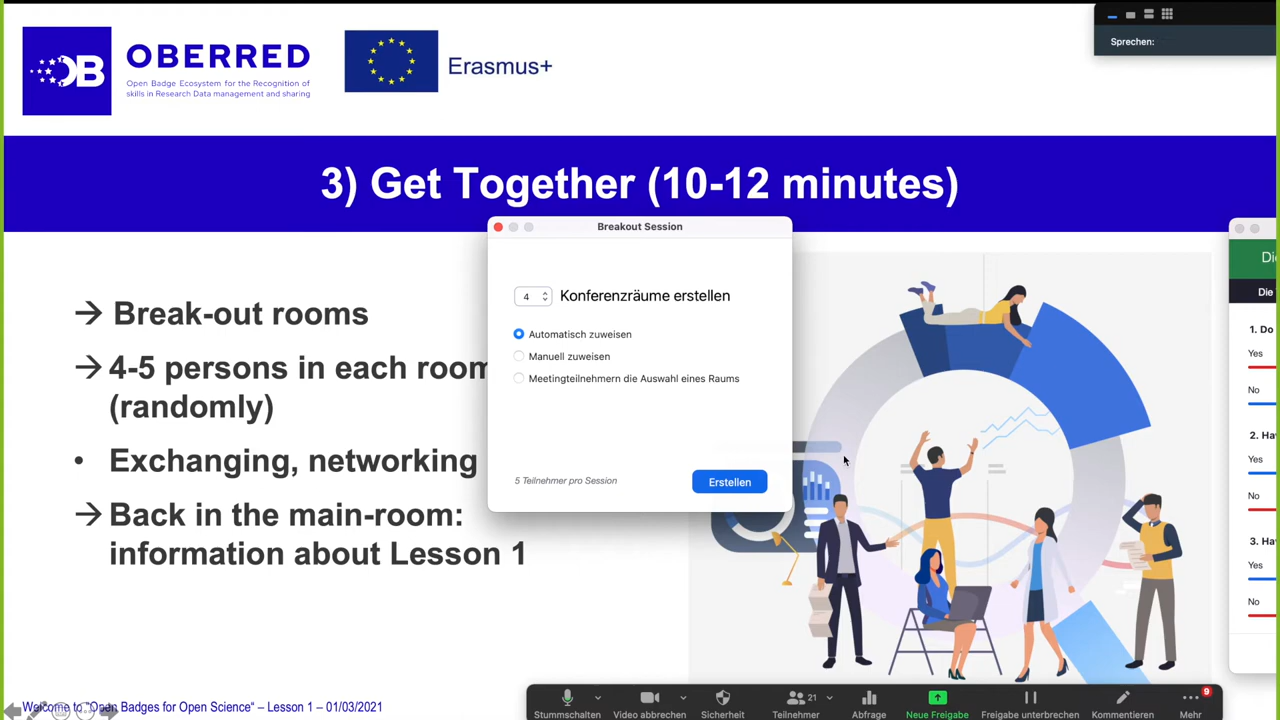 OB
OBERRED
Open Badge Ecosystem for the Recognition of
skills in Research Data management and sharing
Erasmus+
Sprechen:
3) Get Together (10-12 minutes)
Breakout Session
4 Konferenzräume erstellen
Automatisch zuweisen
Manuell zuweisen
Meetingteilnehmern die Auswahl eines Raums
5 Teilnehmer pro Session
Erstellen
→ Break-out rooms
→ 4-5 persons in each room
(randomly)
• Exchanging, networking
→ Back in the main-room:
information about Lesson 1
Die
1. Do
Yes
No
2. Hav
Yes
No
3. Hav
Yes
No
Welcome to "Open Badges for Open Science“ – Lesson 1 – 01/03/2021
Stummschalten
Video abbrechen
Sicherheit
21
Teilnehmer
Abfrage
Neue Freigabe
Freigabe unterbrechen
Kommentieren
9
Mehr